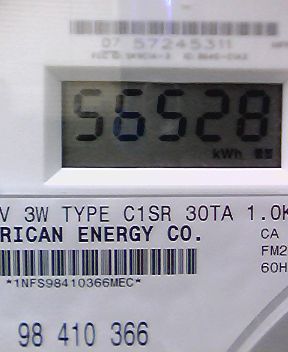 07 57245311
56528
kWh
V 3W TYPE C1SR 30TA 1.0K
RICAN ENERGY CO.
CA
FM2
60H
*1NFS98410366MEC*
98 410 366